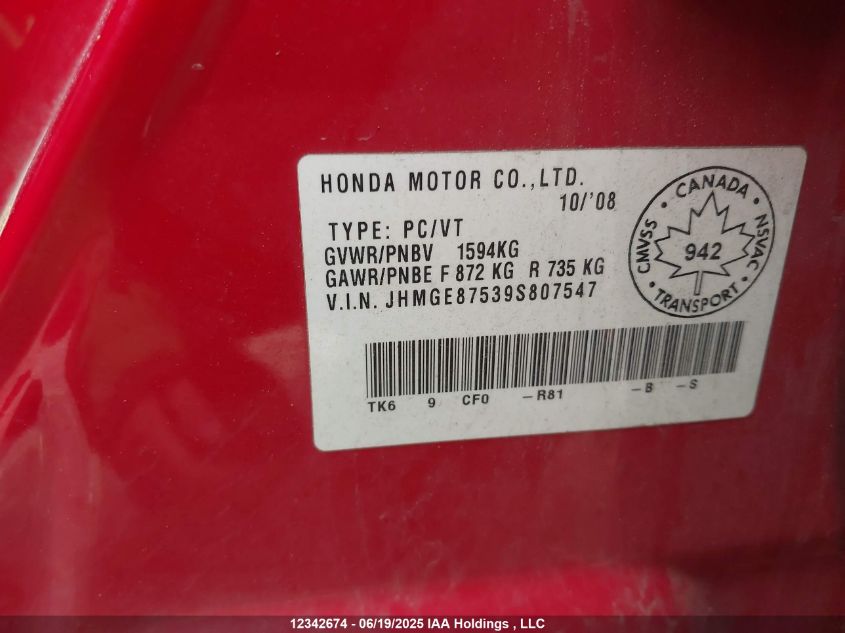 HONDA MOTOR CO.,LTD.
10/'08
TYPE: PC/VT
GVWR/PNBV 1594KG
GAWR/PNBE F 872 KG R 735 KG
V.I.N. JHMGE87539S807547
CANADA
CMVSS
NSVAC
942
TRANSPORT
TK6 9 CF0 -R81 -B -S
12342674 - 06/19/2025 IAA Holdings , LLC